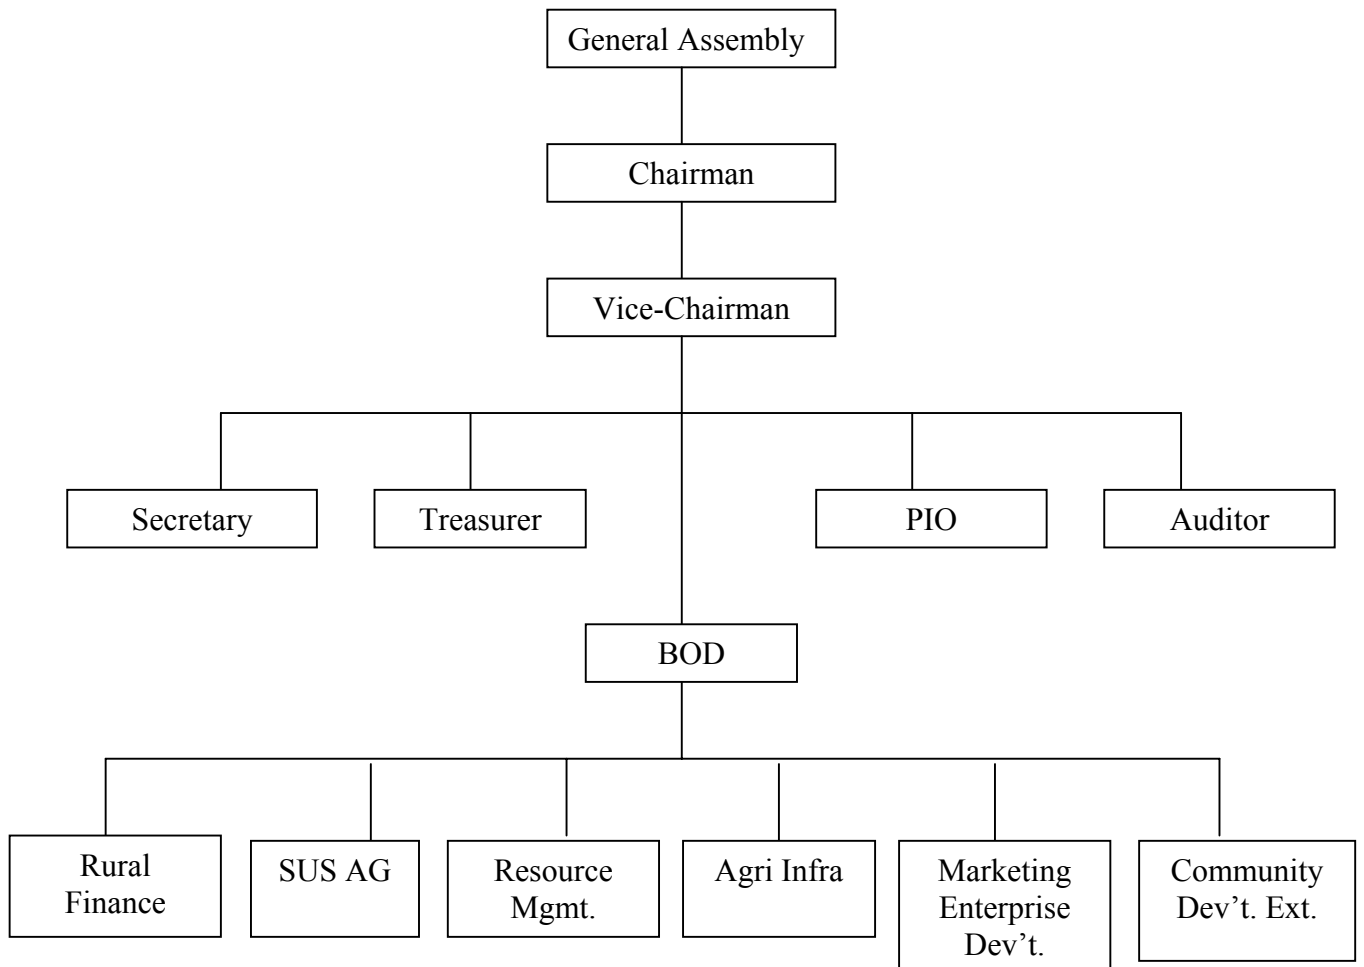 General Assembly
Chairman
Vice-Chairman
Secretary
Treasurer
PIO
Auditor
BOD
Rural
Finance
SUS AG
Resource
Mgmt.
Agri Infra
Marketing
Enterprise
Dev’t.
Community
Dev’t. Ext.